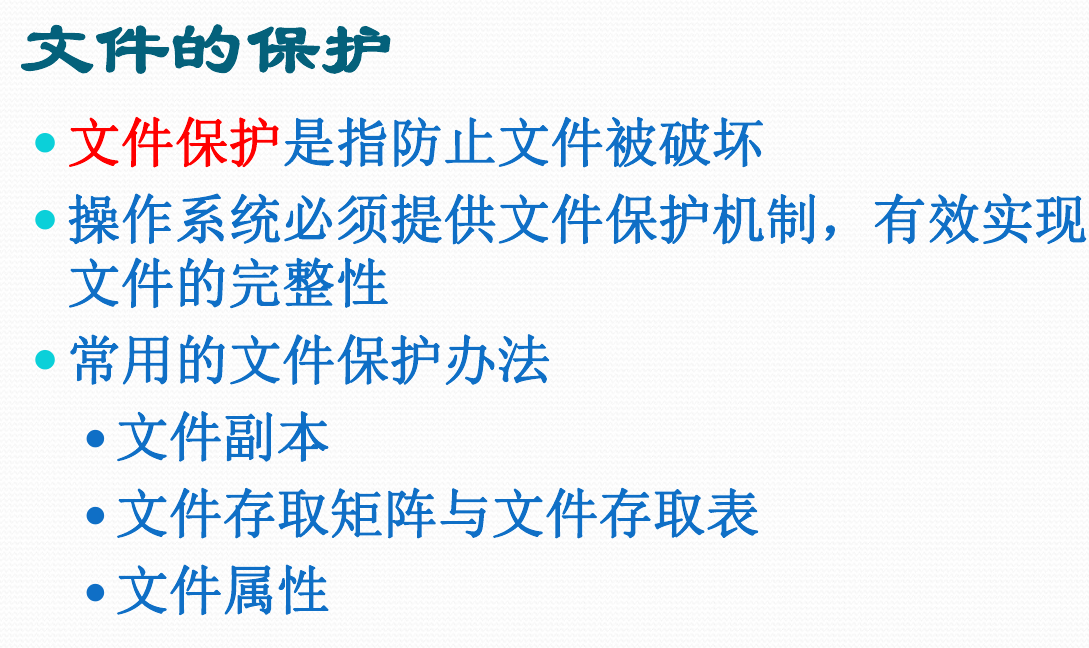 文件的保护
文件保护是指防止文件被破坏
操作系统必须提供文件保护机制，有效实现
文件的完整性
常用的文件保护办法
文件副本
文件存取矩阵与文件存取表
文件属性